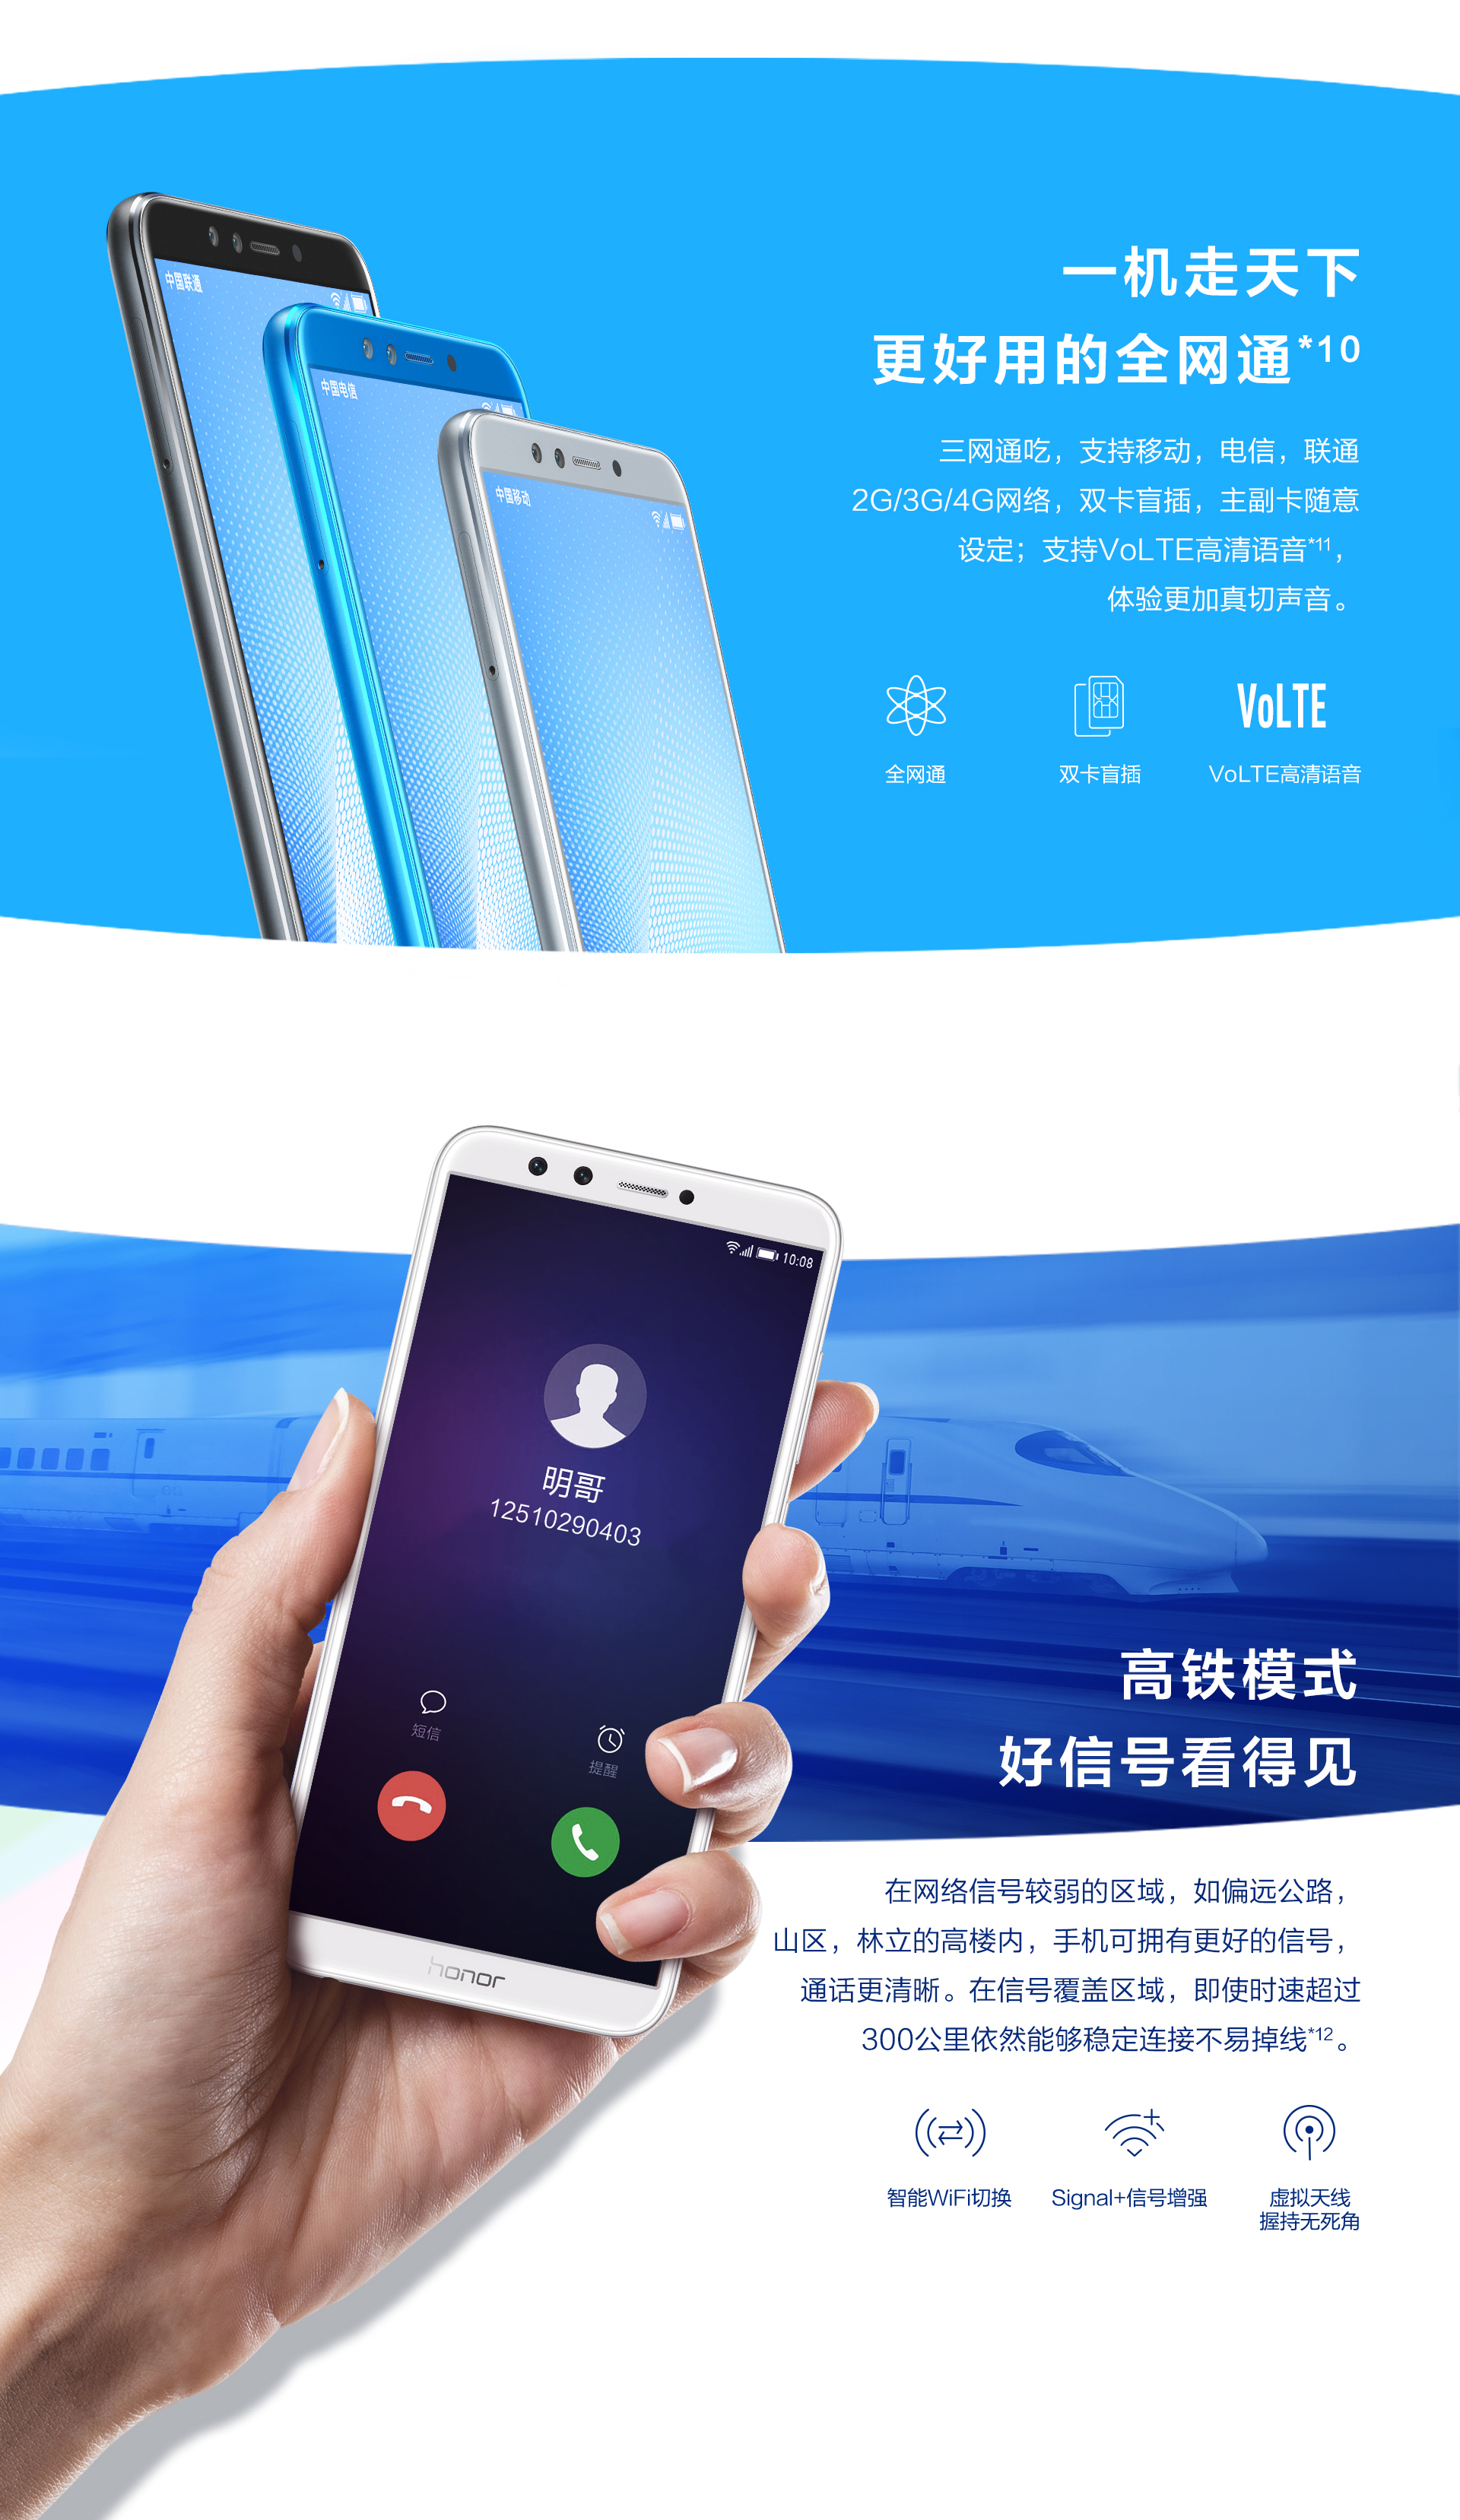 中国联通
中国电信
中国移动
一机走天下
更好用的全网通*10
三网通吃，支持移动，电信，联通
2G/3G/4G网络，双卡盲插，主副卡随意
设定；支持VoLTE高清语音*11，
体验更加真切声音。
VoLTE
全网通
双卡盲插
VoLTE高清语音
10:08
明哥
12510290403
短信
提醒
honor
高铁模式
好信号看得见
在网络信号较弱的区域，如偏远公路，
山区，林立的高楼内，手机可拥有更好的信号，
通话更清晰。在信号覆盖区域，即使时速超过
300公里依然能够稳定连接不易掉线*12。
智能WiFi切换
Signal+信号增强
虚拟天线
握持无死角